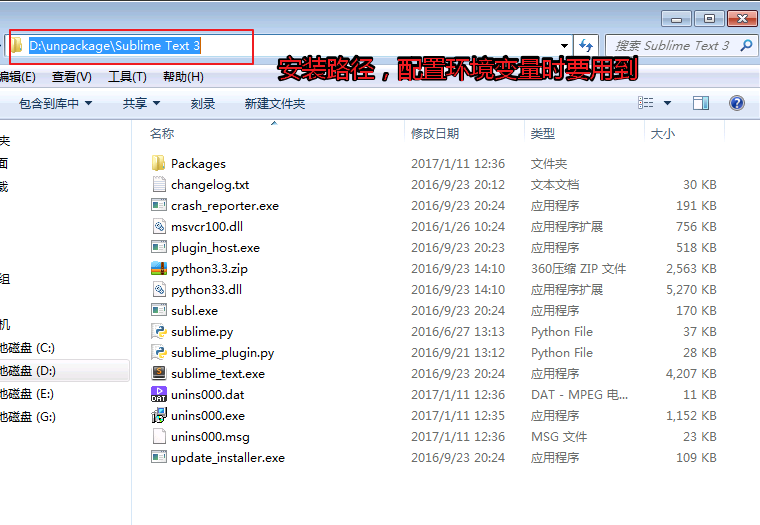 D:\unpackage\Sublime Text 3
搜索 Sublime Text 3
安装路径，配置环境变量时要用到
编辑(E) 查看(V) 工具(T) 帮助(H)
包含到库中 共享 刻录 新建文件夹
名称 修改日期 类型 大小
夹
面
载
组
机
地磁盘 (C:)
地磁盘 (D:)
地磁盘 (E:)
地磁盘 (G:)
Packages 2017/1/11 12:36 文件夹
changelog.txt 2016/9/23 20:12 文本文档 30 KB
crash_reporter.exe 2016/9/23 20:24 应用程序 191 KB
msvcr100.dll 2016/1/26 10:24 应用程序扩展 756 KB
plugin_host.exe 2016/9/23 20:23 应用程序 518 KB
python3.3.zip 2016/9/23 14:10 360压缩 ZIP 文件 2,563 KB
python33.dll 2016/9/23 14:10 应用程序扩展 5,270 KB
subl.exe 2016/9/23 20:24 应用程序 170 KB
sublime.py 2016/6/27 13:13 Python File 37 KB
sublime_plugin.py 2016/9/21 13:12 Python File 28 KB
sublime_text.exe 2016/9/23 20:24 应用程序 4,207 KB
unins000.dat 2017/1/11 12:36 DAT - MPEG 电... 11 KB
unins000.exe 2017/1/11 12:35 应用程序 1,152 KB
unins000.msg 2017/1/11 12:36 MSG 文件 23 KB
update_installer.exe 2016/9/23 20:24 应用程序 109 KB